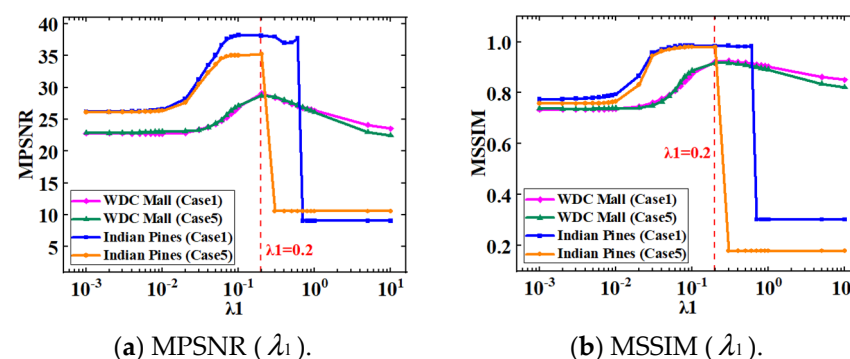 40
35
30
25
20
15
10
5
MPSNR
WDC Mall (Case1)
WDC Mall (Case5)
Indian Pines (Case1)
Indian Pines (Case5)
λ1=0.2
10⁻³ 10⁻² 10⁻¹ 10⁰ 10¹
λ1
(a) MPSNR (λ₁).
1.0
0.8
0.6
0.4
0.2
MSSIM
λ1=0.2
WDC Mall (Case1)
WDC Mall (Case5)
Indian Pines (Case1)
Indian Pines (Case5)
10⁻³ 10⁻² 10⁻¹ 10⁰ 10
λ1
(b) MSSIM (λ₁).